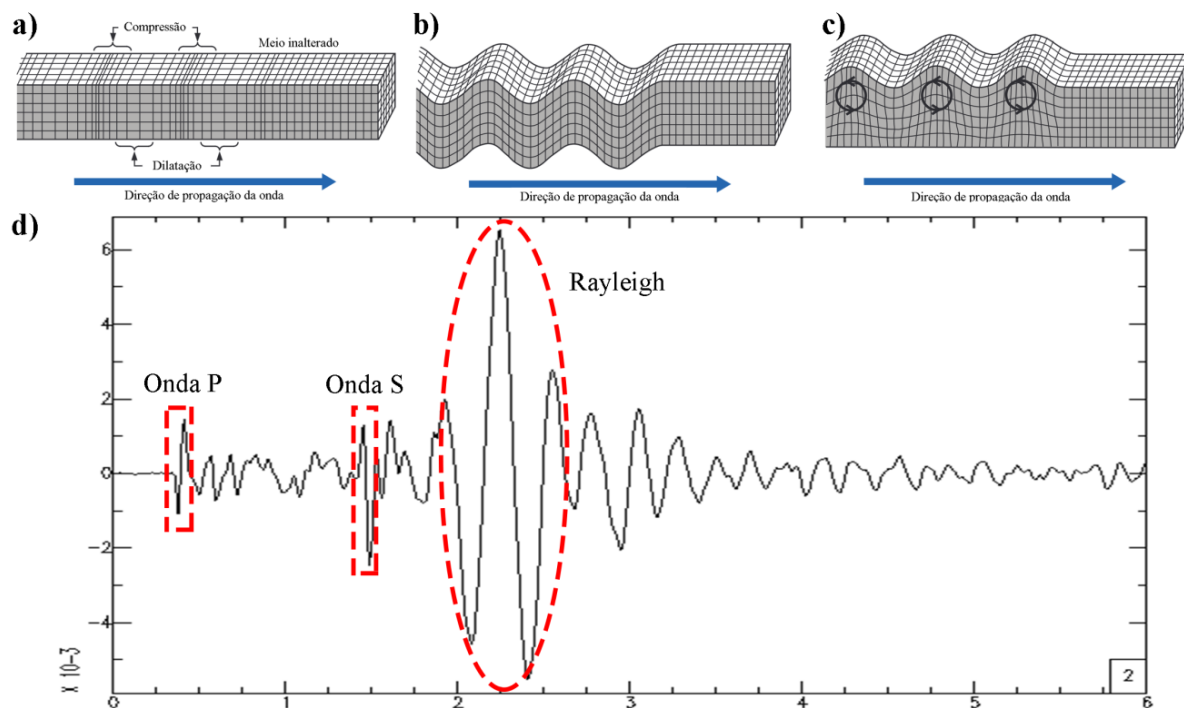 a)
Compressão
Meio inalterado
Dilatação
Direção de propagação da onda
b)
Direção de propagação da onda
c)
Direção de propagação da onda
d)
6
4
2
0
−2
−4
x 10−3
Onda P
Onda S
Rayleigh
2
0
1
2
3
4
5
6